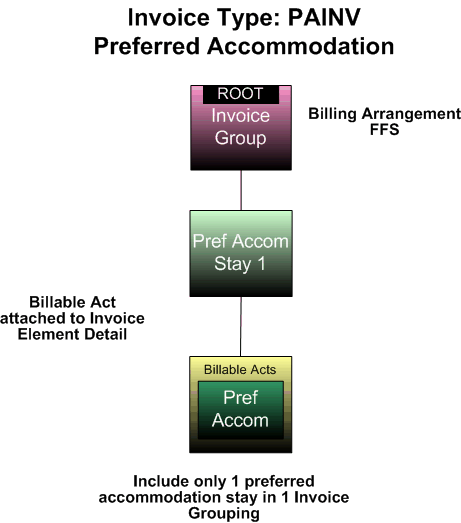 Invoice Type: PAINV
Preferred Accommodation
ROOT
Invoice
Group
Billing Arrangement
FFS
Pref Accom
Stay 1
Billable Act
attached to Invoice
Element Detail
Billable Acts
Pref
Accom
Include only 1 preferred
accommodation stay in 1 Invoice
Grouping